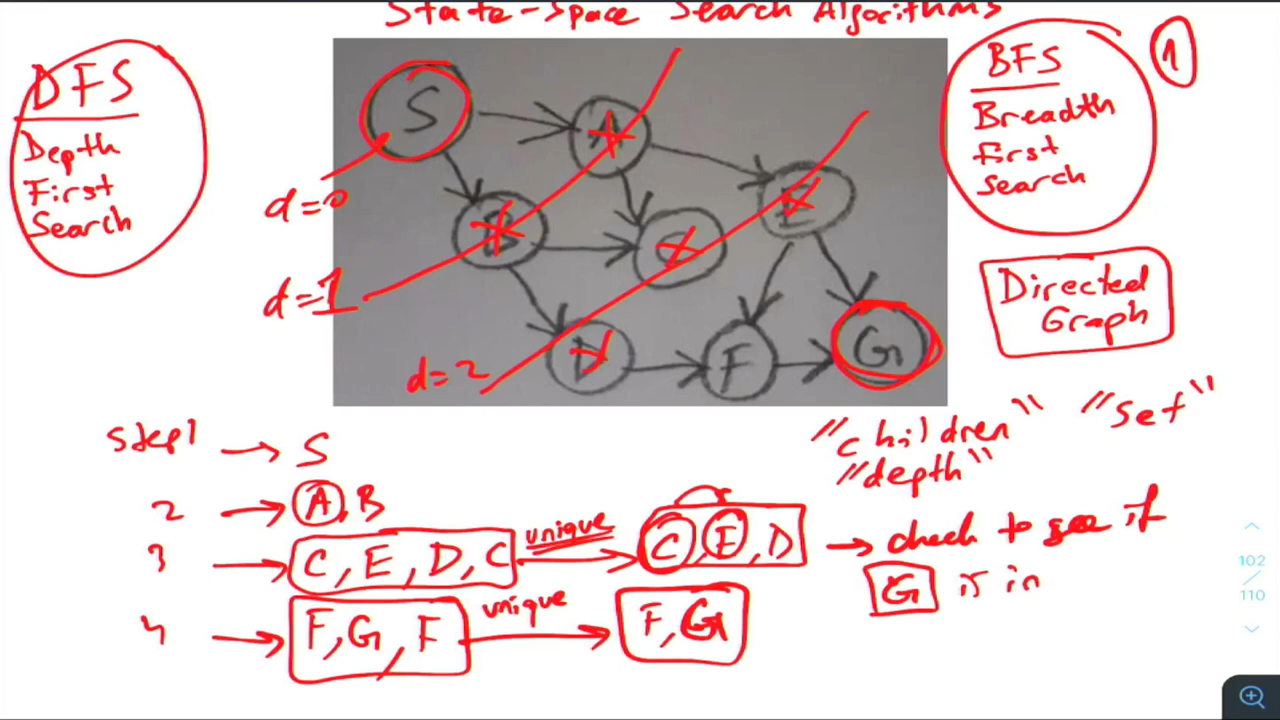 State-Space Search Algorithms
DFS
Depth
First
Search
BFS
Breadth
First
Search
1
Directed
Graph
S
A
B
C
E
D
F
G
d=0
d=1
d=2
"children" "set"
"depth"
step1 → S
2 → A, B
3 → C, E, D, C unique → C, E, D → check to see if
G is in
4 → F, G, F unique → F, G
102
/
110